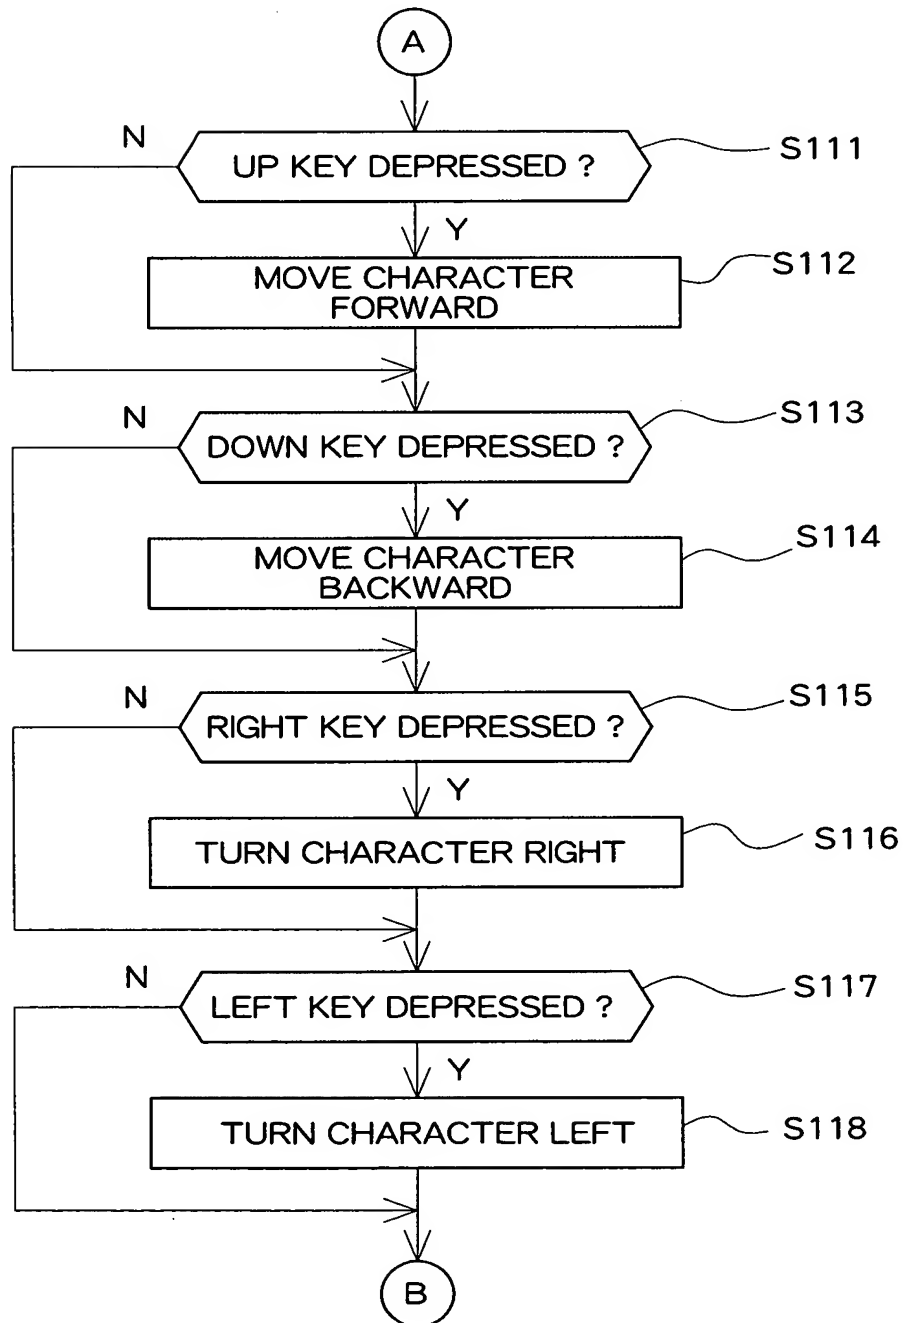 A
N
UP KEY DEPRESSED ?
S111
Y
MOVE CHARACTER
FORWARD
S112
N
DOWN KEY DEPRESSED ?
S113
Y
MOVE CHARACTER
BACKWARD
S114
N
RIGHT KEY DEPRESSED ?
S115
Y
TURN CHARACTER RIGHT
S116
N
LEFT KEY DEPRESSED ?
S117
Y
TURN CHARACTER LEFT
S118
B